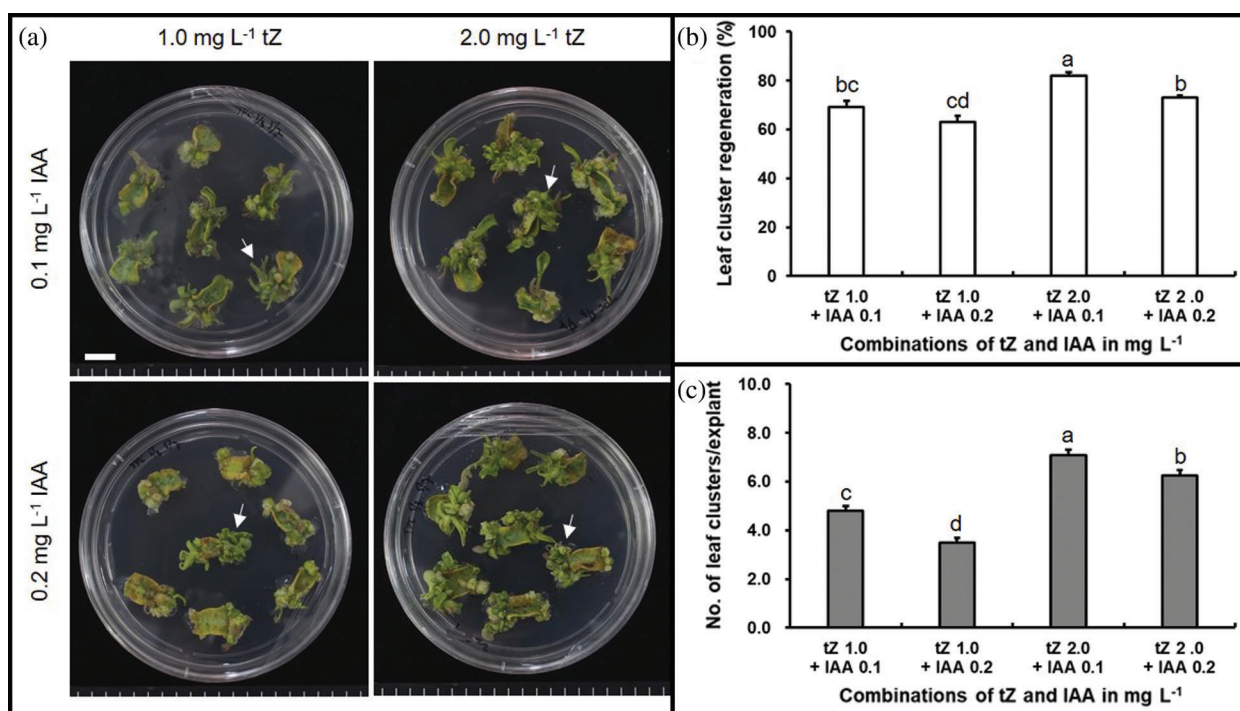 (a)
1.0 mg L⁻¹ tZ
2.0 mg L⁻¹ tZ
0.1 mg L⁻¹ IAA
0.2 mg L⁻¹ IAA
(b)
Leaf cluster regeneration (%)
100
80
60
40
20
0
bc
cd
a
b
tZ 1.0
+ IAA 0.1
tZ 1.0
+ IAA 0.2
tZ 2.0
+ IAA 0.1
tZ 2 .0
+ IAA 0.2
Combinations of tZ and IAA in mg L⁻¹
(c)
No. of leaf clusters/explant
10.0
8.0
6.0
4.0
2.0
0.0
c
d
a
b
tZ 1.0
+ IAA 0.1
tZ 1.0
+ IAA 0.2
tZ 2.0
+ IAA 0.1
tZ 2 .0
+ IAA 0.2
Combinations of tZ and IAA in mg L⁻¹